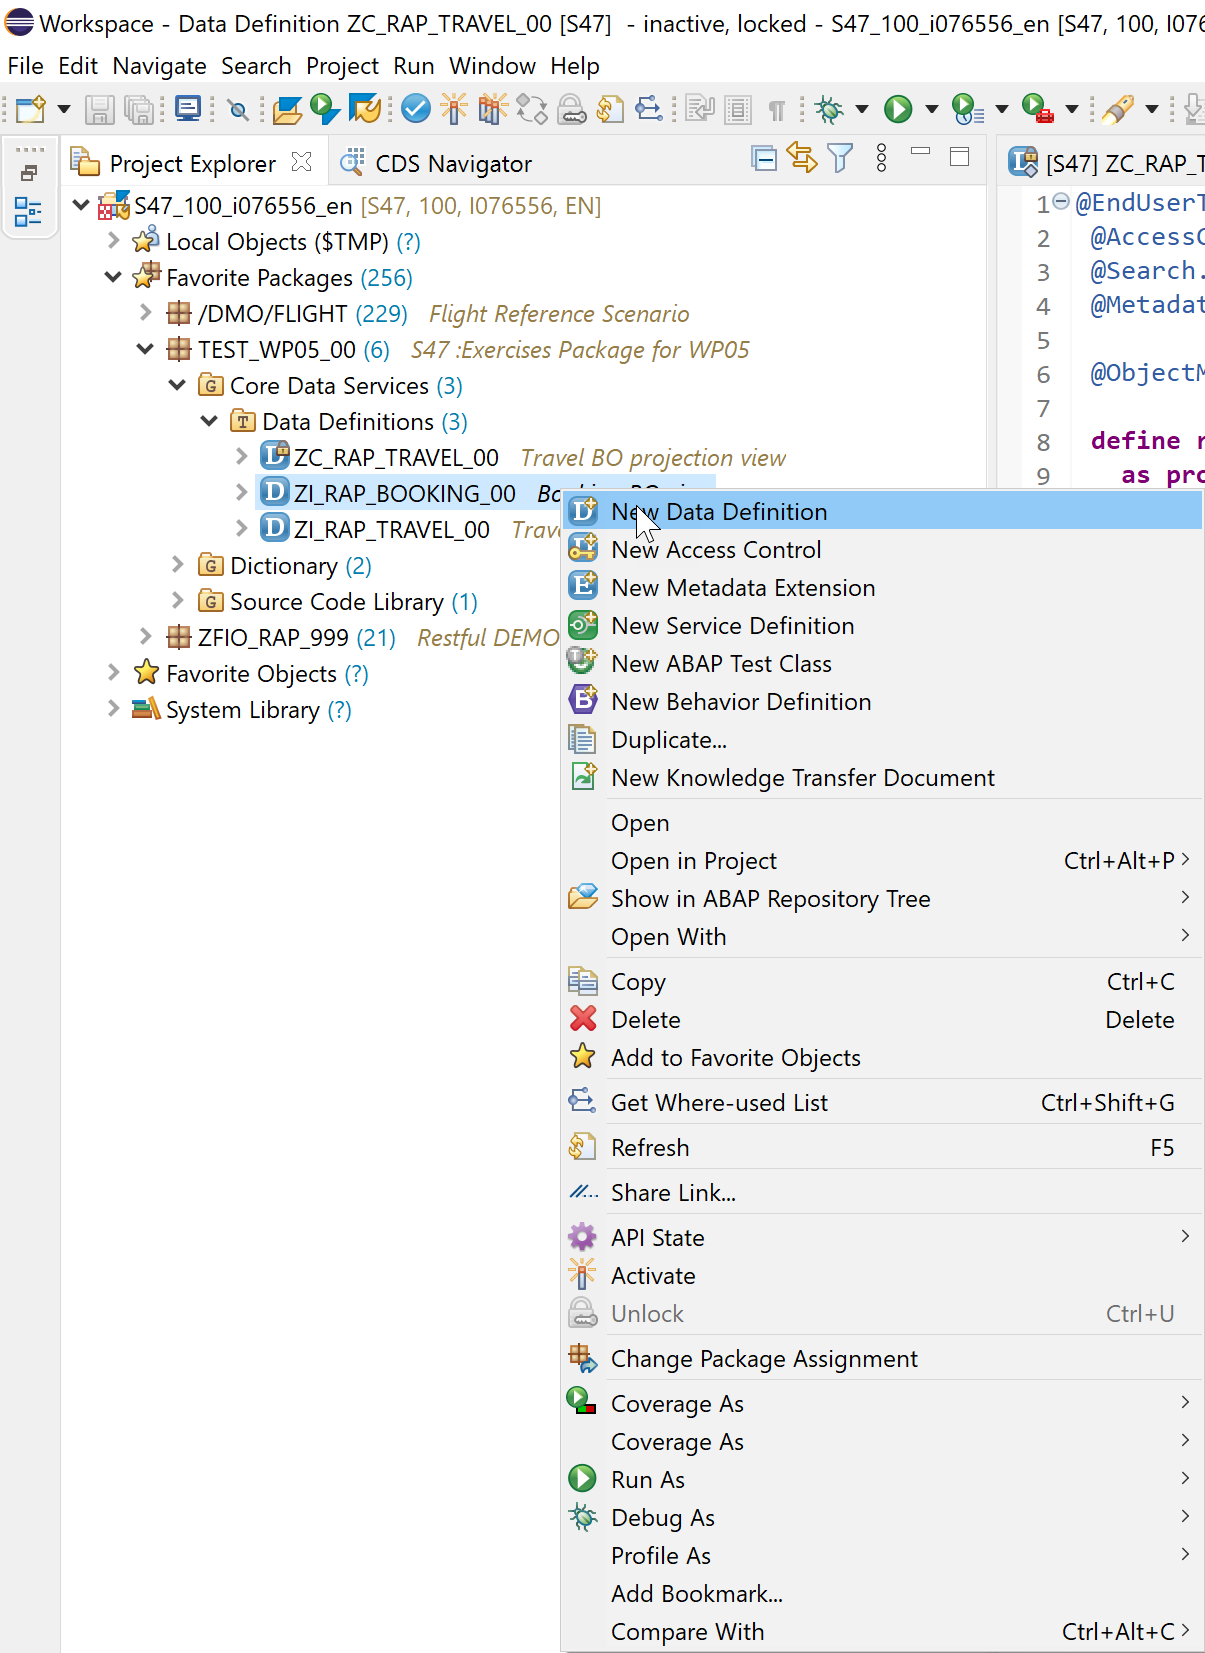 Workspace - Data Definition ZC_RAP_TRAVEL_00 [S47]  - inactive, locked - S47_100_i076556_en [S47, 100, I076
File Edit Navigate Search Project Run Window Help
Project Explorer CDS Navigator
[S47] ZC_RAP_T
S47_100_i076556_en [S47, 100, I076556, EN]
Local Objects ($TMP) (?)
Favorite Packages (256)
/DMO/FLIGHT (229) Flight Reference Scenario
TEST_WP05_00 (6) S47 :Exercises Package for WP05
Core Data Services (3)
Data Definitions (3)
ZC_RAP_TRAVEL_00 Travel BO projection view
ZI_RAP_BOOKING_00
ZI_RAP_TRAVEL_00 Trav
Dictionary (2)
Source Code Library (1)
ZFIO_RAP_999 (21) Restful DEMO
Favorite Objects (?)
System Library (?)
1 @EndUserT
2 @AccessC
3 @Search.
4 @Metadat
5
6 @ObjectM
7
8 define r
9 as pro
New Data Definition
New Access Control
New Metadata Extension
New Service Definition
New ABAP Test Class
New Behavior Definition
Duplicate...
New Knowledge Transfer Document
Open
Open in Project Ctrl+Alt+P
Show in ABAP Repository Tree
Open With
Copy Ctrl+C
Delete Delete
Add to Favorite Objects
Get Where-used List Ctrl+Shift+G
Refresh F5
Share Link...
API State
Activate
Unlock Ctrl+U
Change Package Assignment
Coverage As
Coverage As
Run As
Debug As
Profile As
Add Bookmark...
Compare With Ctrl+Alt+C